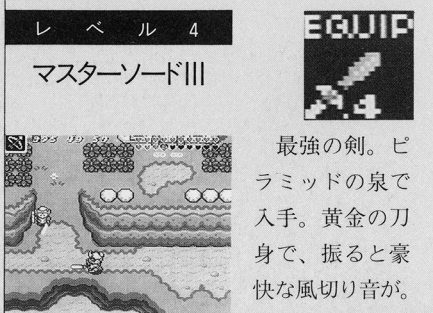 レベル4
マスターソードIII
EQUIP
L.4
最強の剣。ピ
ラミッドの泉で
入手。黄金の刀
身で、振ると豪
快な風切り音が。